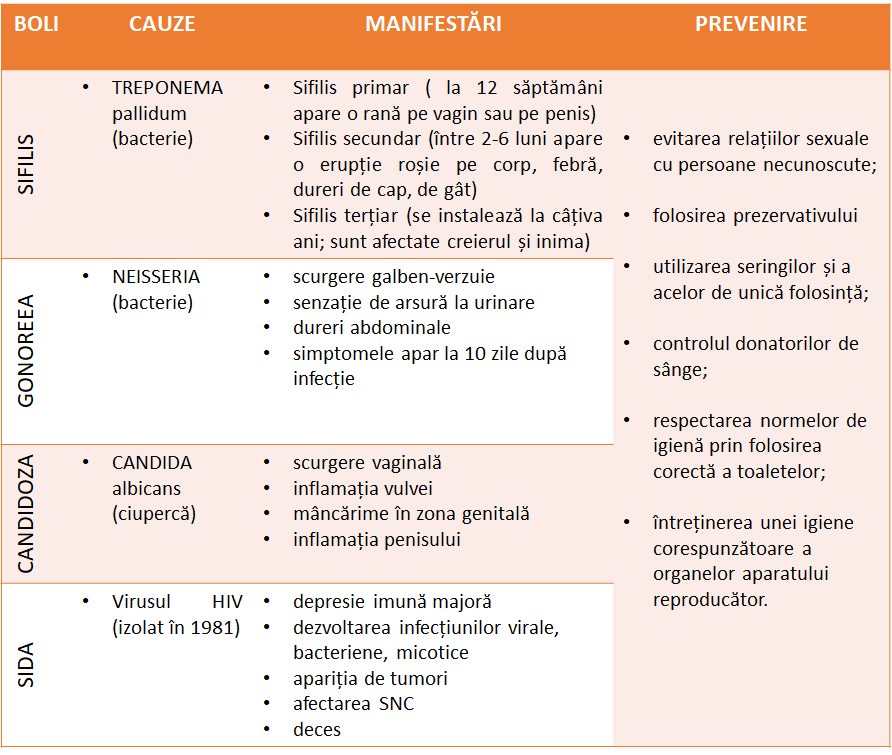 BOLI CAUZE MANIFESTĂRI PREVENIRE
SIFILIS
• TREPONEMA
pallidum
(bacterie)
• Sifilis primar ( la 12 săptămâni
apare o rană pe vagin sau pe penis)
• Sifilis secundar (între 2-6 luni apare
o erupție roșie pe corp, febră,
dureri de cap, de gât)
• Sifilis terțiar (se instalează la câțiva
ani; sunt afectate creierul și inima)
GONOREEA
• NEISSERIA
(bacterie)
• scurgere galben-verzuie
• senzație de arsură la urinare
• dureri abdominale
• simptomele apar la 10 zile după
infecție
CANDIDOZA
• CANDIDA
albicans
(ciupercă)
• scurgere vaginală
• inflamația vulvei
• mâncărime în zona genitală
• inflamația penisului
SIDA
• Virusul HIV
(izolat în 1981)
• depresie imună majoră
• dezvoltarea infecțiunilor virale,
bacteriene, micotice
• apariția de tumori
• afectarea SNC
• deces
• evitarea relațiilor sexuale
cu persoane necunoscute;
• folosirea prezervativului
• utilizarea seringilor și a
acelor de unică folosință;
• controlul donatorilor de
sânge;
• respectarea normelor de
igienă prin folosirea
corectă a toaletelor;
• întreținerea unei igiene
corespunzătoare a
organelor aparatului
reproducător.